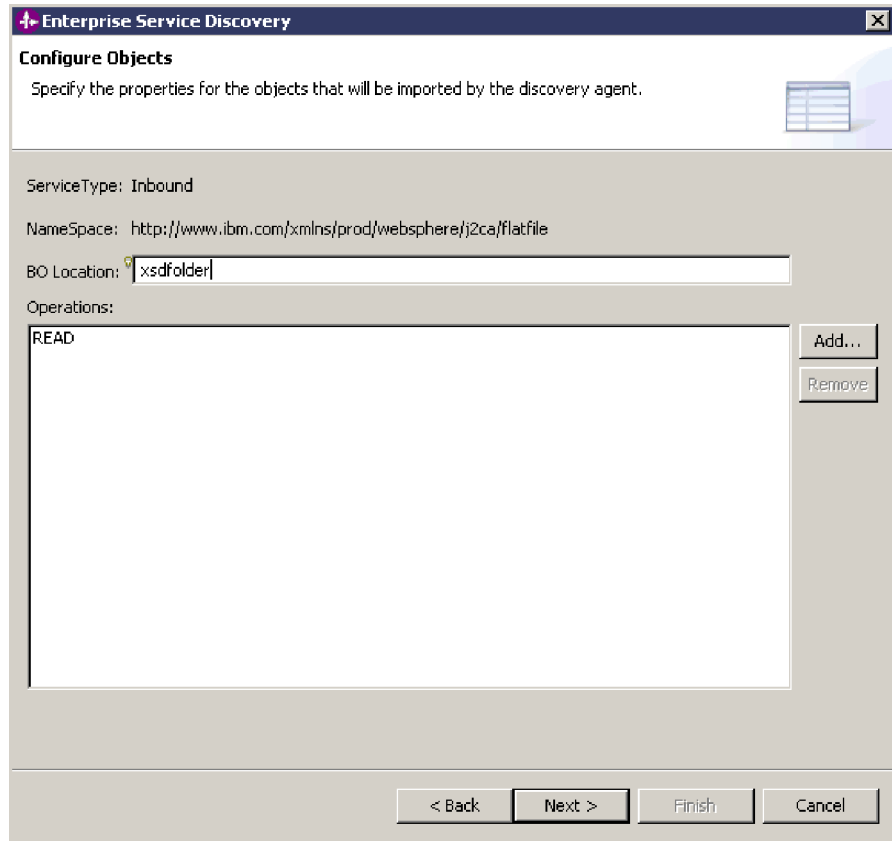 Enterprise Service Discovery
Configure Objects
Specify the properties for the objects that will be imported by the discovery agent.
ServiceType: Inbound
NameSpace: http://www.ibm.com/xmlns/prod/websphere/j2ca/flatfile
BO Location: xsdfolder
Operations:
READ
Add...
Remove
< Back Next > Finish Cancel